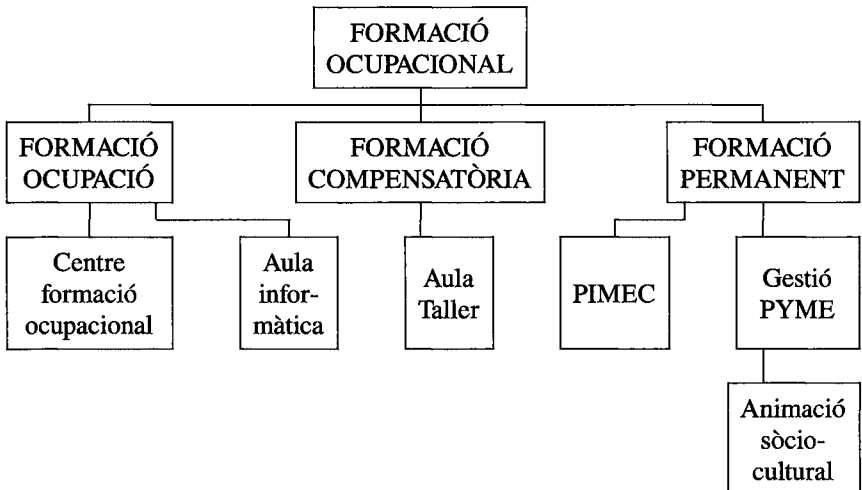 FORMACIÓ
OCUPACIONAL
FORMACIÓ
OCUPACIÓ
FORMACIÓ
COMPENSATÒRIA
FORMACIÓ
PERMANENT
Centre
formació
ocupacional
Aula
infor-
màtica
Aula
Taller
PIMEC
Gestió
PYME
Animació
sòcio-
cultural